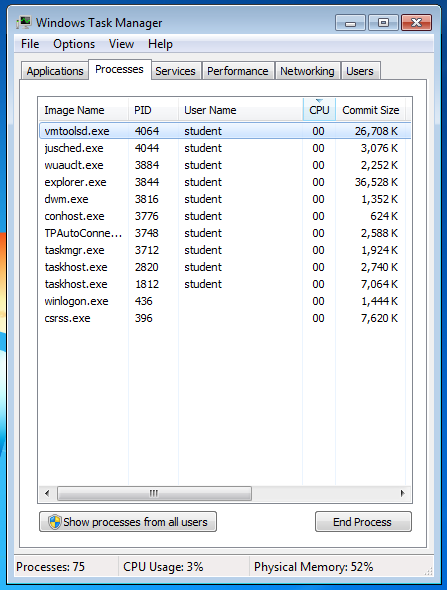 Windows Task Manager
File Options View Help
Applications Processes Services Performance Networking Users
Image Name PID User Name CPU Commit Size
vmtoolsd.exe 4064 student 00 26,708 K
jusched.exe 4044 student 00 3,076 K
wuauclt.exe 3884 student 00 2,252 K
explorer.exe 3844 student 00 36,528 K
dwm.exe 3816 student 00 1,352 K
conhost.exe 3776 student 00 624 K
TPAutoConne... 3748 student 00 2,588 K
taskmgr.exe 3712 student 00 1,924 K
taskhost.exe 2820 student 00 2,740 K
taskhost.exe 1812 student 00 7,064 K
winlogon.exe 436 00 1,444 K
csrss.exe 396 00 7,620 K
Show processes from all users End Process
Processes: 75 CPU Usage: 3% Physical Memory: 52%